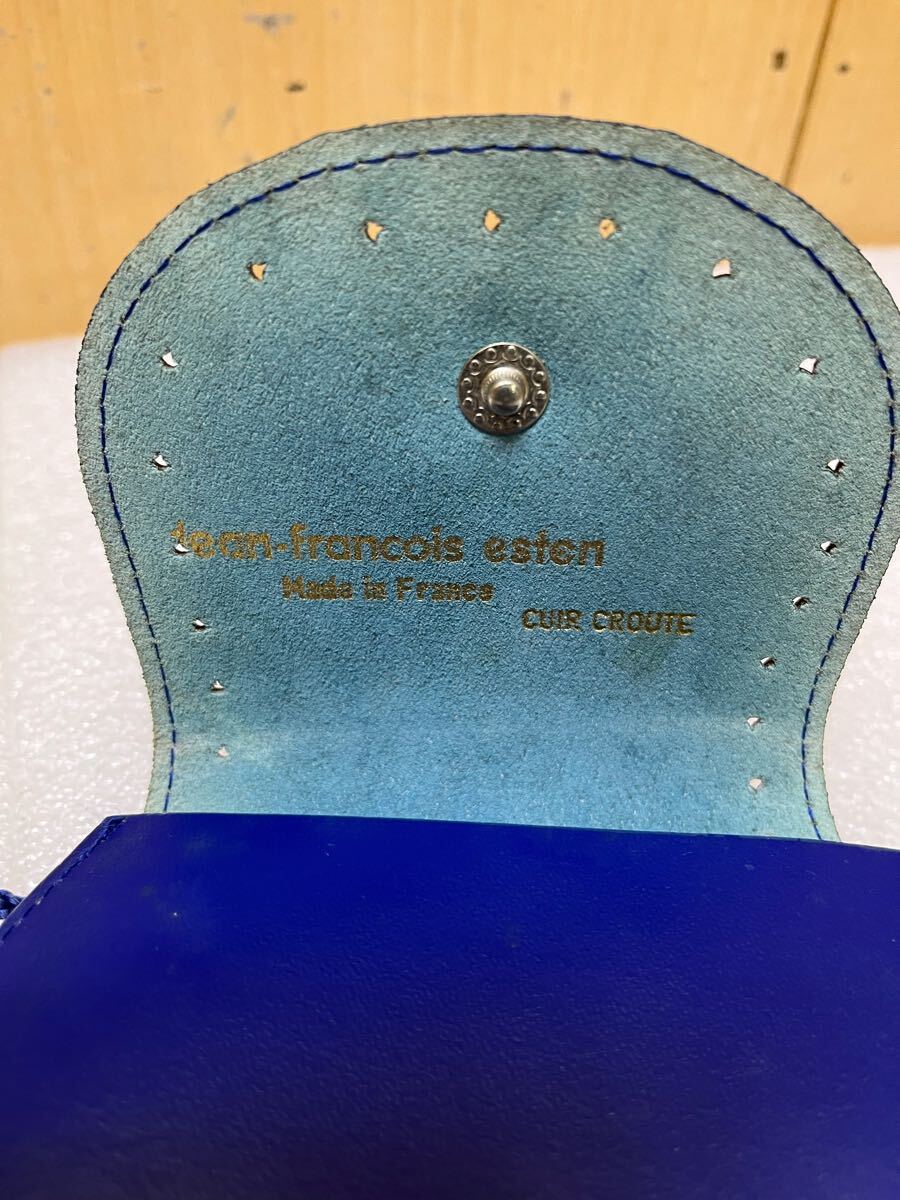 Jean-francois esten
Made in France
CUIR CROUTE